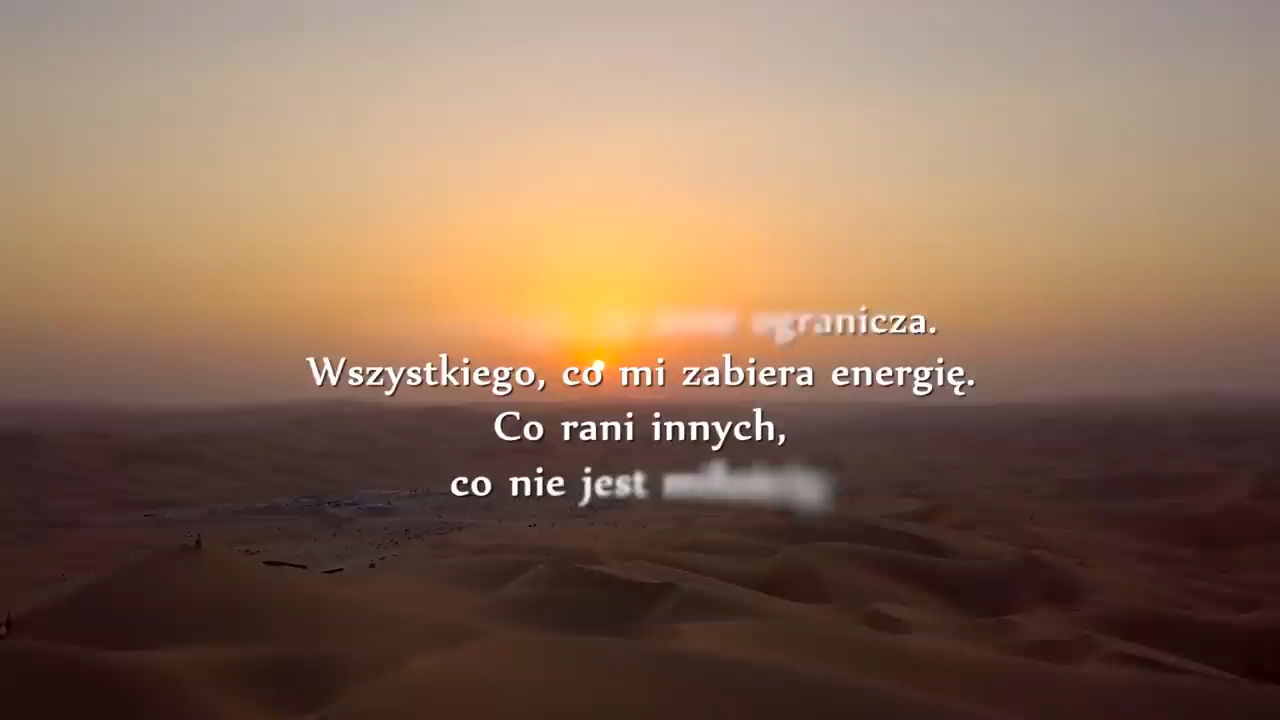 ogranicza.
Wszystkiego, co mi zabiera energię.
Co rani innych,
co nie jest